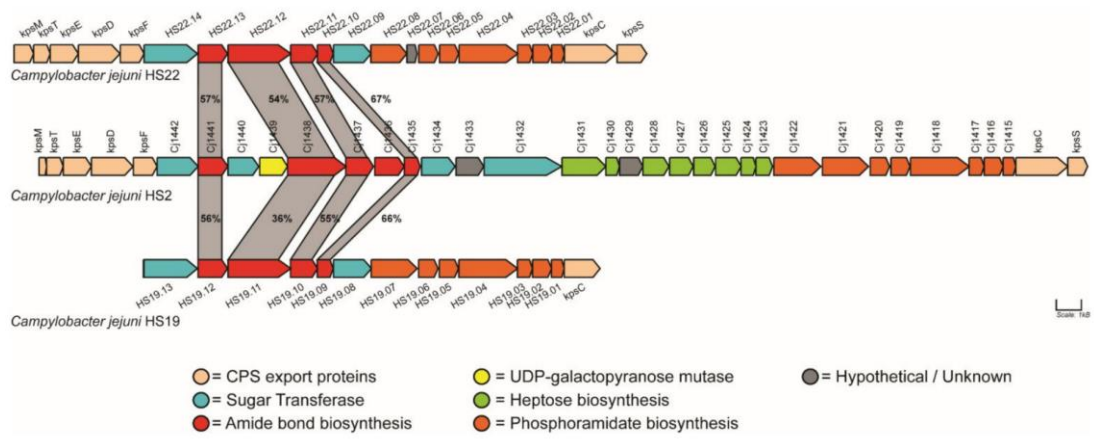 kpsM kpsT kpsE kpsD kpsF HS22.14 HS22.13 HS22.12 HS22.11 HS22.10 HS22.09 HS22.08 HS22.07 HS22.06 HS22.05 HS22.04 HS22.03 HS22.02 HS22.01 kpsC kpsS
Campylobacter jejuni HS22
57% 54% 57% 67%
kpsM kpsT kpsE kpsD kpsF Cj1442 Cj1441 Cj1440 Cj1439 Cj1438 Cj1437 Cj1436 Cj1435 Cj1434 Cj1433 Cj1432 Cj1431 Cj1430 Cj1429 Cj1428 Cj1427 Cj1426 Cj1425 Cj1424 Cj1423 Cj1422 Cj1421 Cj1420 Cj1419 Cj1418 Cj1417 Cj1416 Cj1415 kpsC kpsS
Campylobacter jejuni HS2
56% 36% 55% 66%
HS19.13 HS19.12 HS19.11 HS19.10 HS19.09 HS19.08 HS19.07 HS19.06 HS19.05 HS19.04 HS19.03 HS19.02 HS19.01 kpsC
Campylobacter jejuni HS19
Scale: 1kB
= CPS export proteins
= UDP-galactopyranose mutase
= Hypothetical / Unknown
= Sugar Transferase
= Heptose biosynthesis
= Amide bond biosynthesis
= Phosphoramidate biosynthesis